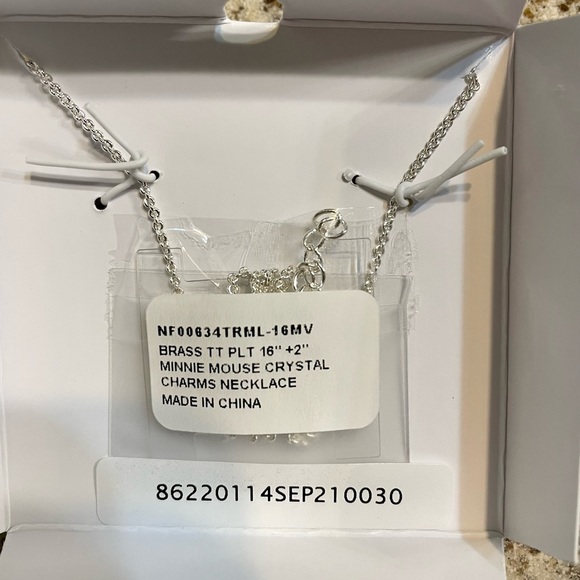 NF00634TRML-16MV
BRASS TT PLT 16" +2"
MINNIE MOUSE CRYSTAL
CHARMS NECKLACE
MADE IN CHINA
86220114SEP210030